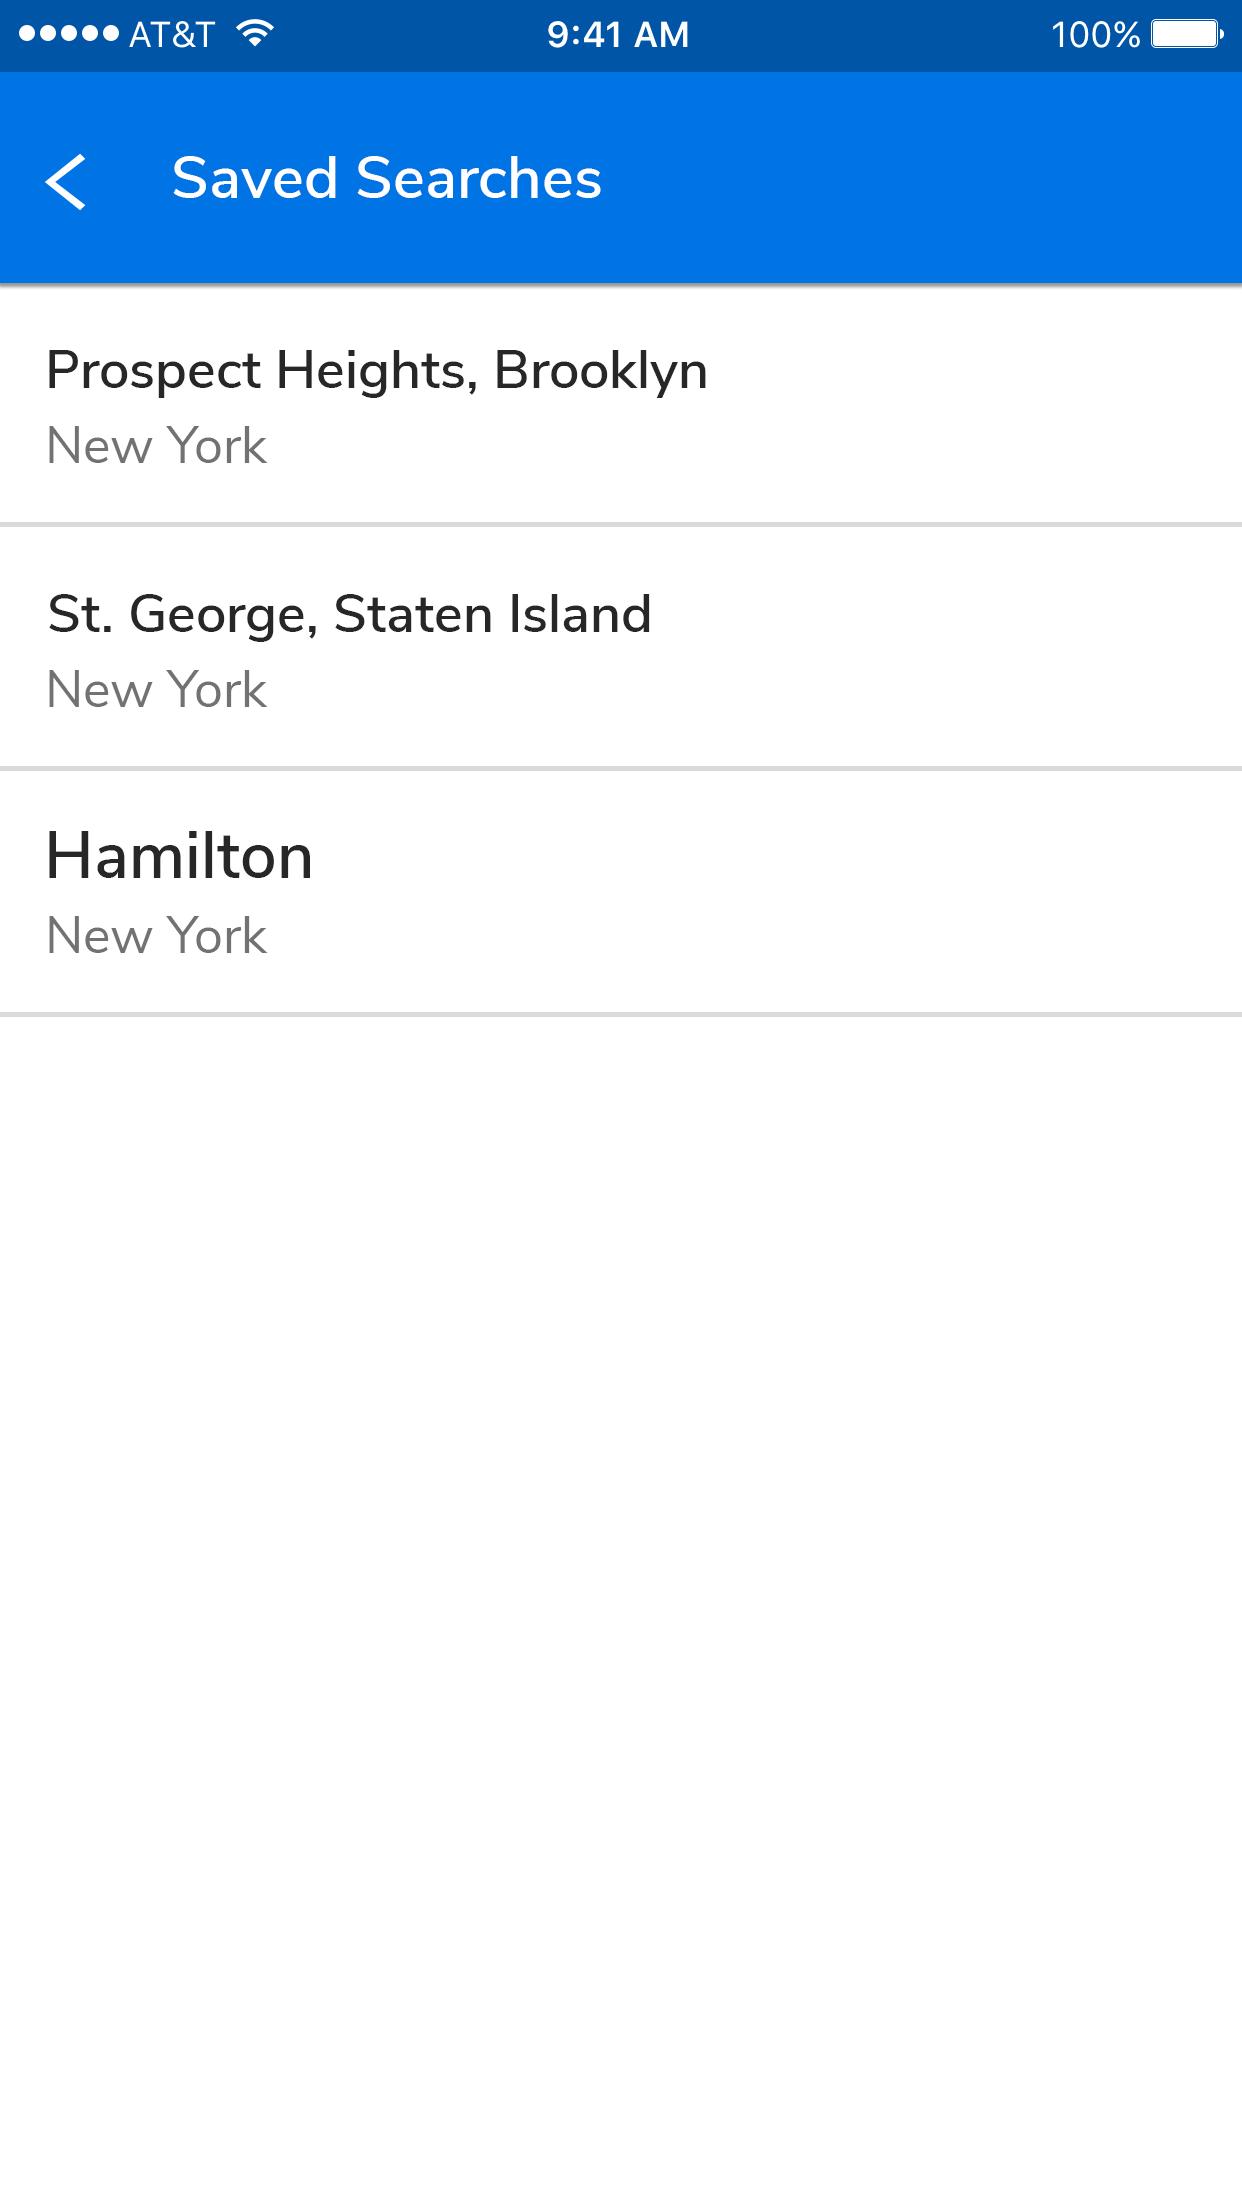 AT&T 9:41 AM 100%
Saved Searches
Prospect Heights, Brooklyn
New York
St. George, Staten Island
New York
Hamilton
New York